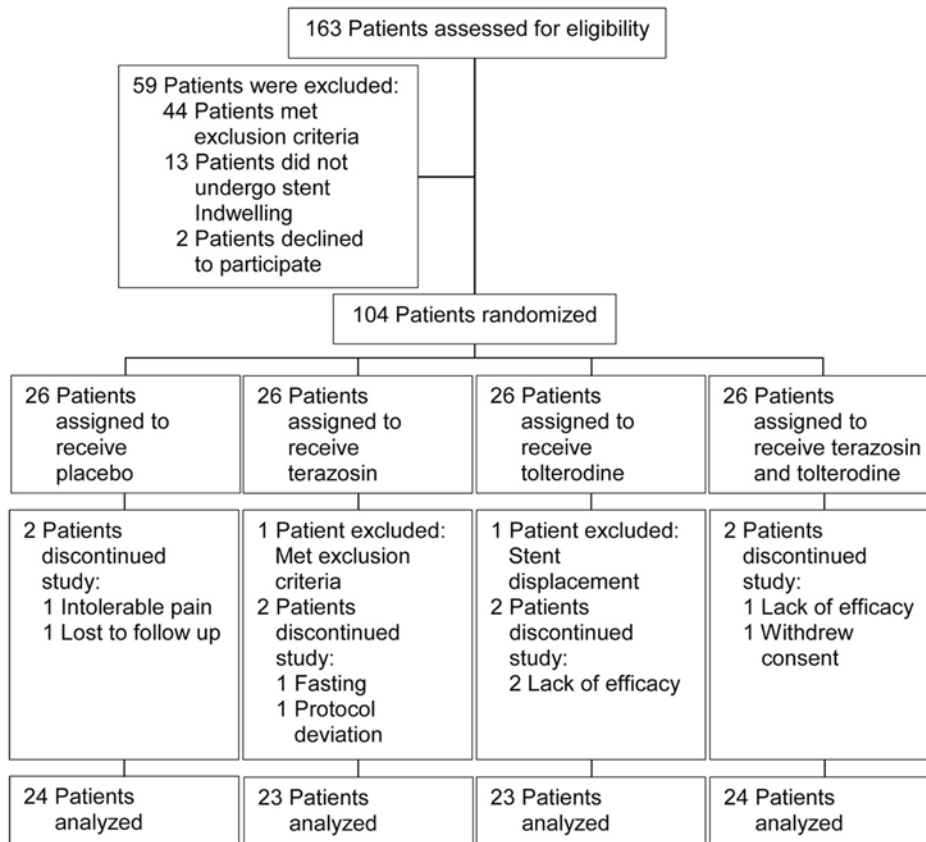 163 Patients assessed for eligibility
59 Patients were excluded:
44 Patients met
exclusion criteria
13 Patients did not
undergo stent
Indwelling
2 Patients declined
to participate
104 Patients randomized
26 Patients
assigned to
receive
placebo
26 Patients
assigned to
receive
terazosin
26 Patients
assigned to
receive
tolterodine
26 Patients
assigned to
receive terazosin
and tolterodine
2 Patients
discontinued
study:
1 Intolerable pain
1 Lost to follow up
1 Patient excluded:
Met exclusion
criteria
2 Patients
discontinued
study:
1 Fasting
1 Protocol
deviation
1 Patient excluded:
Stent
displacement
2 Patients
discontinued
study:
2 Lack of efficacy
2 Patients
discontinued
study:
1 Lack of efficacy
1 Withdrew
consent
24 Patients
analyzed
23 Patients
analyzed
23 Patients
analyzed
24 Patients
analyzed